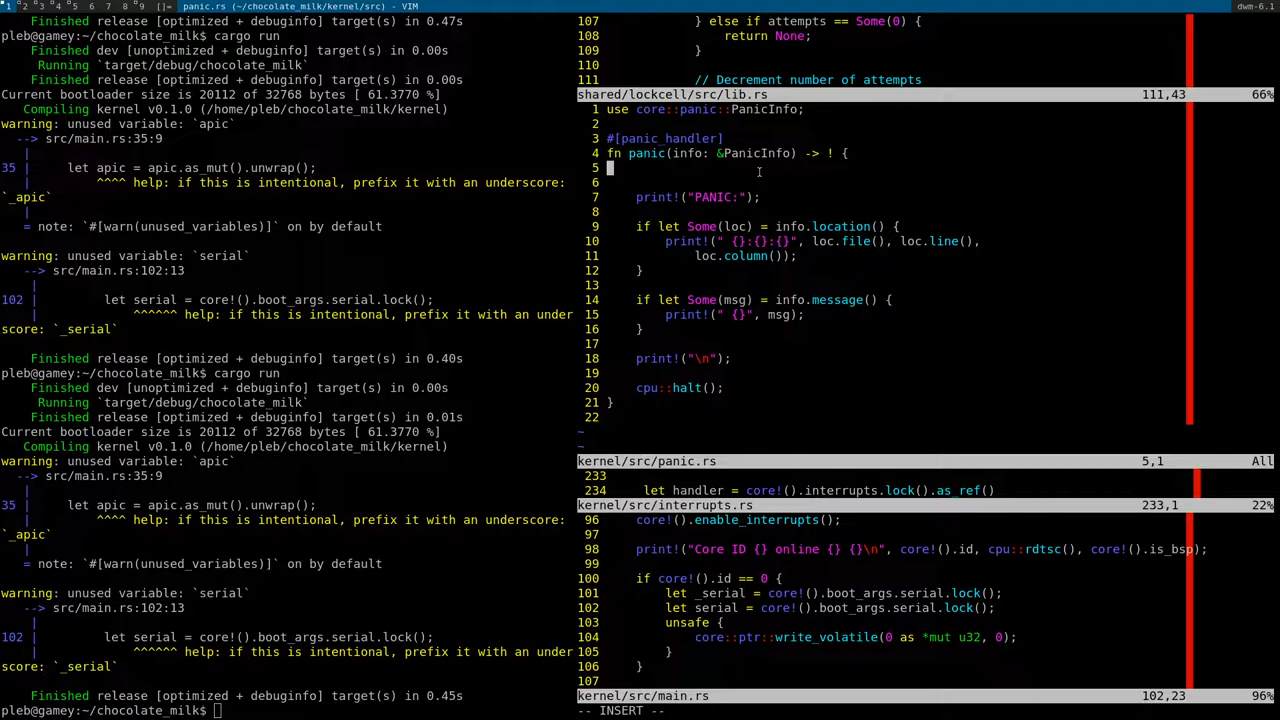 1 2 3 4 5 6 7 8 9 []= panic.rs (~/chocolate_milk/kernel/src) - VIM dwm-6.1
    Finished release [optimized + debuginfo] target(s) in 0.47s
pleb@gamey:~/chocolate_milk$ cargo run
    Finished dev [unoptimized + debuginfo] target(s) in 0.00s
     Running `target/debug/chocolate_milk`
    Finished release [optimized + debuginfo] target(s) in 0.00s
Current bootloader size is 20112 of 32768 bytes [ 61.3770 %]
   Compiling kernel v0.1.0 (/home/pleb/chocolate_milk/kernel)
warning: unused variable: `apic`
  --> src/main.rs:35:9
   |
35 |     let apic = apic.as_mut().unwrap();
   |         ^^^^ help: if this is intentional, prefix it with an underscore:
`_apic`
   |
   = note: `#[warn(unused_variables)]` on by default
warning: unused variable: `serial`
   --> src/main.rs:102:13
    |
102 |         let serial = core!().boot_args.serial.lock();
    |             ^^^^^^ help: if this is intentional, prefix it with an under
score: `_serial`
    Finished release [optimized + debuginfo] target(s) in 0.40s
pleb@gamey:~/chocolate_milk$ cargo run
    Finished dev [unoptimized + debuginfo] target(s) in 0.00s
     Running `target/debug/chocolate_milk`
    Finished release [optimized + debuginfo] target(s) in 0.01s
Current bootloader size is 20112 of 32768 bytes [ 61.3770 %]
   Compiling kernel v0.1.0 (/home/pleb/chocolate_milk/kernel)
warning: unused variable: `apic`
  --> src/main.rs:35:9
   |
35 |     let apic = apic.as_mut().unwrap();
   |         ^^^^ help: if this is intentional, prefix it with an underscore:
`_apic`
   |
   = note: `#[warn(unused_variables)]` on by default
warning: unused variable: `serial`
   --> src/main.rs:102:13
    |
102 |         let serial = core!().boot_args.serial.lock();
    |             ^^^^^^ help: if this is intentional, prefix it with an under
score: `_serial`
    Finished release [optimized + debuginfo] target(s) in 0.45s
pleb@gamey:~/chocolate_milk$
107             } else if attempts == Some(0) {
108                 return None;
109             }
110
111             // Decrement number of attempts
shared/lockcell/src/lib.rs 111,43 66%
1 use core::panic::PanicInfo;
2
3 #[panic_handler]
4 fn panic(info: &PanicInfo) -> ! {
5
6
7     print!("PANIC:");
8
9     if let Some(loc) = info.location() {
10         print!(" {}:{}:{}", loc.file(), loc.line(),
11             loc.column());
12     }
13
14     if let Some(msg) = info.message() {
15         print!(" {}", msg);
16     }
17
18     print!("\n");
19
20     cpu::halt();
21 }
22
~
~
kernel/src/panic.rs 5,1 All
233
234     let handler = core!().interrupts.lock().as_ref()
kernel/src/interrupts.rs 233,1 22%
96     core!().enable_interrupts();
97
98     print!("Core ID {} online {} {}\n", core!().id, cpu::rdtsc(), core!().is_bsp);
99
100     if core!().id == 0 {
101         let _serial = core!().boot_args.serial.lock();
102         let serial = core!().boot_args.serial.lock();
103         unsafe {
104             core::ptr::write_volatile(0 as *mut u32, 0);
105         }
106     }
107
kernel/src/main.rs 102,23 96%
-- INSERT --